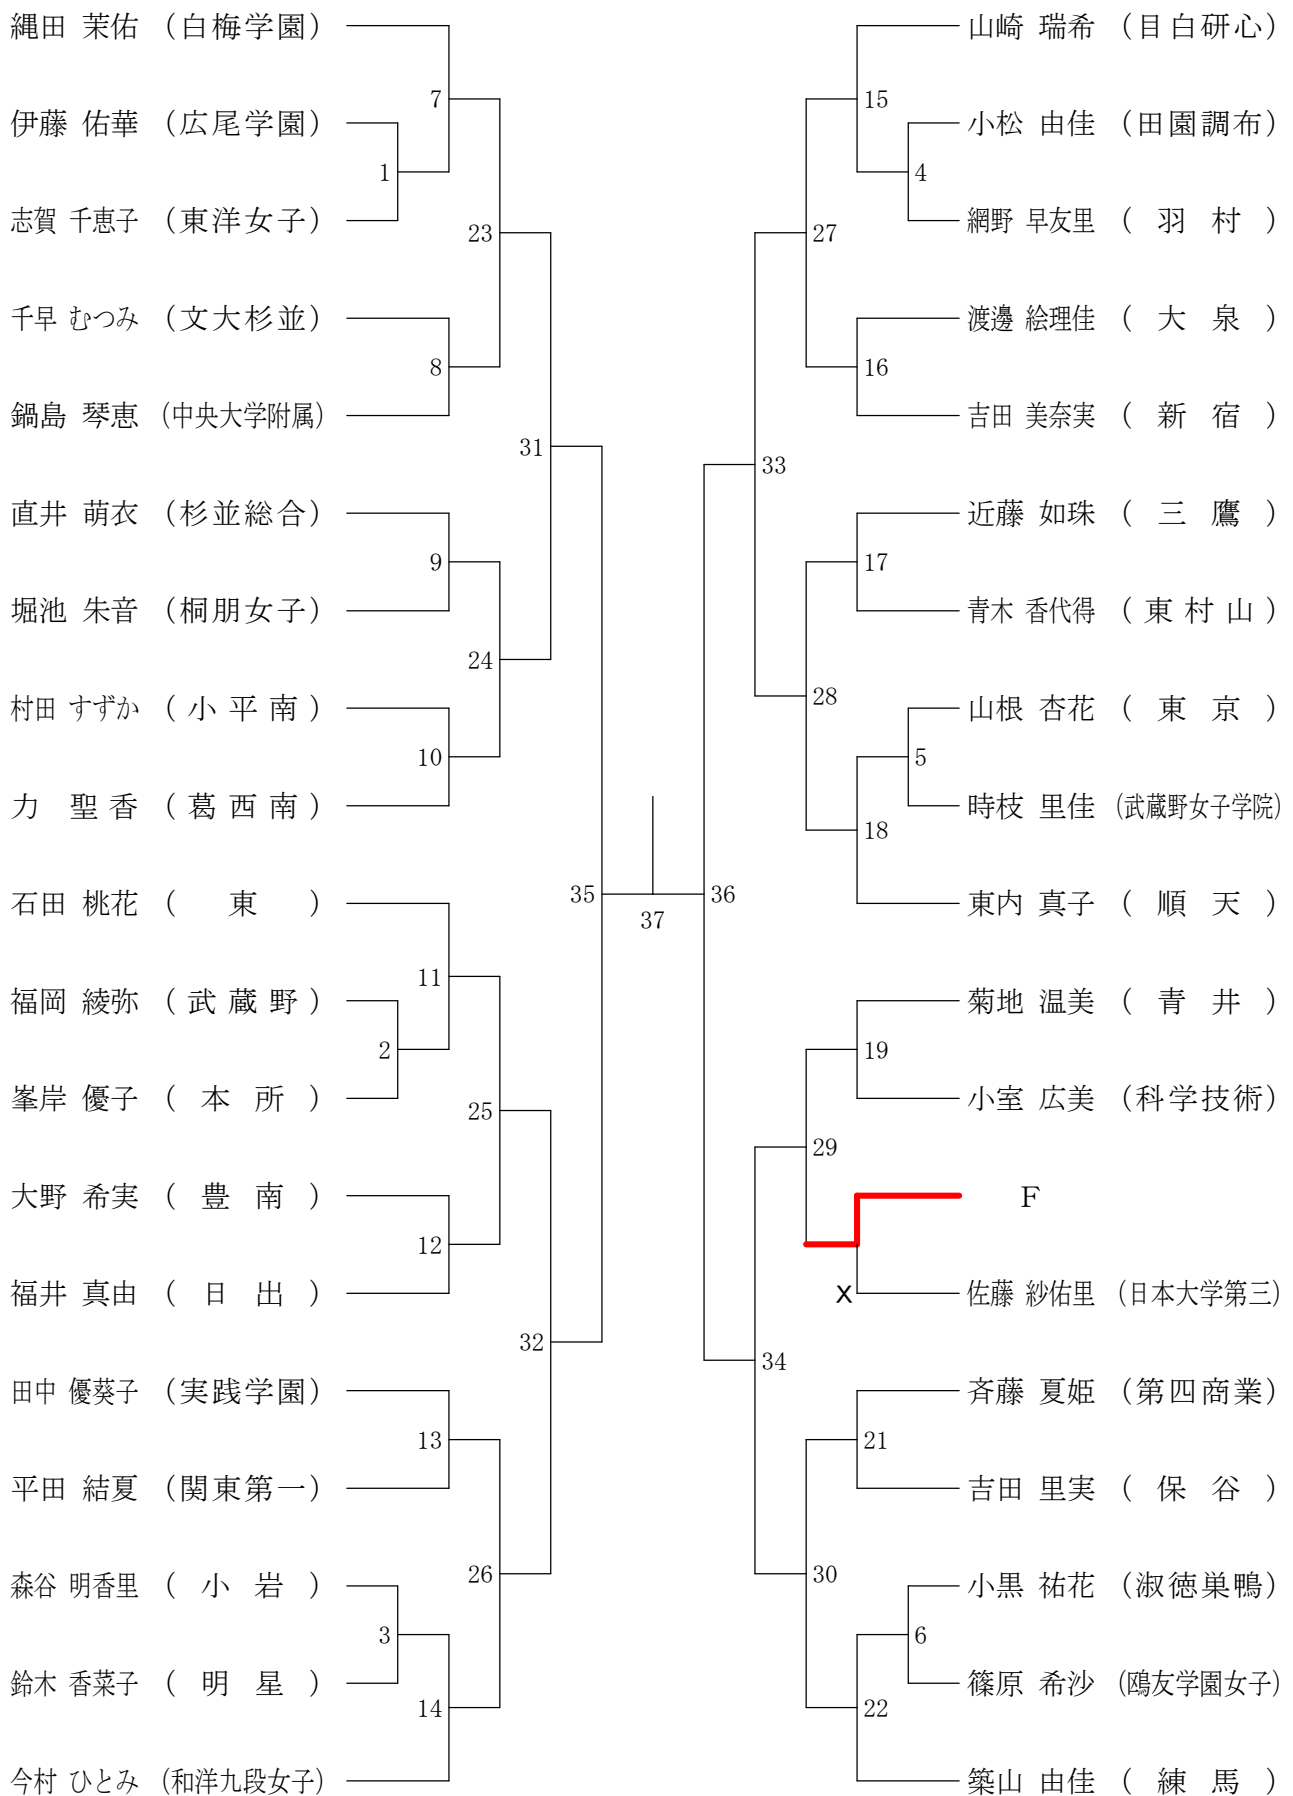 縄田 茉佑 (白梅学園)
伊藤 佑華 (広尾学園)
志賀 千恵子 (東洋女子)
千早 むつみ (文大杉並)
鍋島 琴恵 (中央大学附属)
直井 萌衣 (杉並総合)
堀池 朱音 (桐朋女子)
村田 すずか (小平南)
力 聖香 (葛西南)
石田 桃花 (東)
福岡 綾弥 (武蔵野)
峯岸 優子 (本所)
大野 希実 (豊南)
福井 真由 (日出)
田中 優葵子 (実践学園)
平田 結夏 (関東第一)
森谷 明香里 (小岩)
鈴木 香菜子 (明星)
今村 ひとみ (和洋九段女子)
1
2
3
7
8
9
10
11
12
13
14
23
24
25
26
31
32
35
37
36
33
34
27
28
29
30
15
16
17
18
19
X
21
22
4
5
6
山崎 瑞希 (目白研心)
小松 由佳 (田園調布)
網野 早友里 (羽村)
渡邊 絵理佳 (大泉)
吉田 美奈実 (新宿)
近藤 如珠 (三鷹)
青木 香代得 (東村山)
山根 杏花 (東京)
時枝 里佳 (武蔵野女子学院)
東内 真子 (順天)
菊地 温美 (青井)
小室 広美 (科学技術)
F
佐藤 紗佑里 (日本大学第三)
斉藤 夏姫 (第四商業)
吉田 里実 (保谷)
小黒 祐花 (淑徳巣鴨)
篠原 希沙 (鴎友学園女子)
築山 由佳 (練馬)